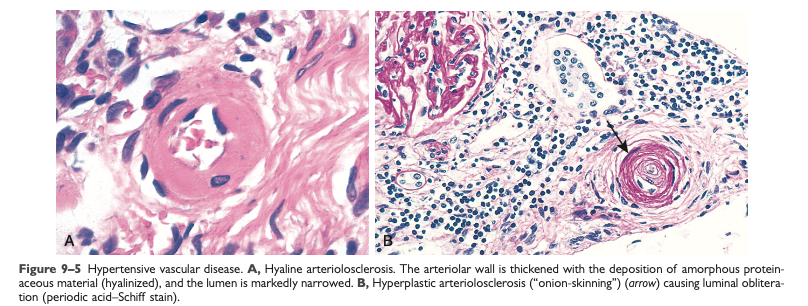 A
B
Figure 9–5 Hypertensive vascular disease. A, Hyaline arteriolosclerosis. The arteriolar wall is thickened with the deposition of amorphous protein-
aceous material (hyalinized), and the lumen is markedly narrowed. B, Hyperplastic arteriolosclerosis (“onion-skinning”) (arrow) causing luminal oblitera-
tion (periodic acid–Schiff stain).